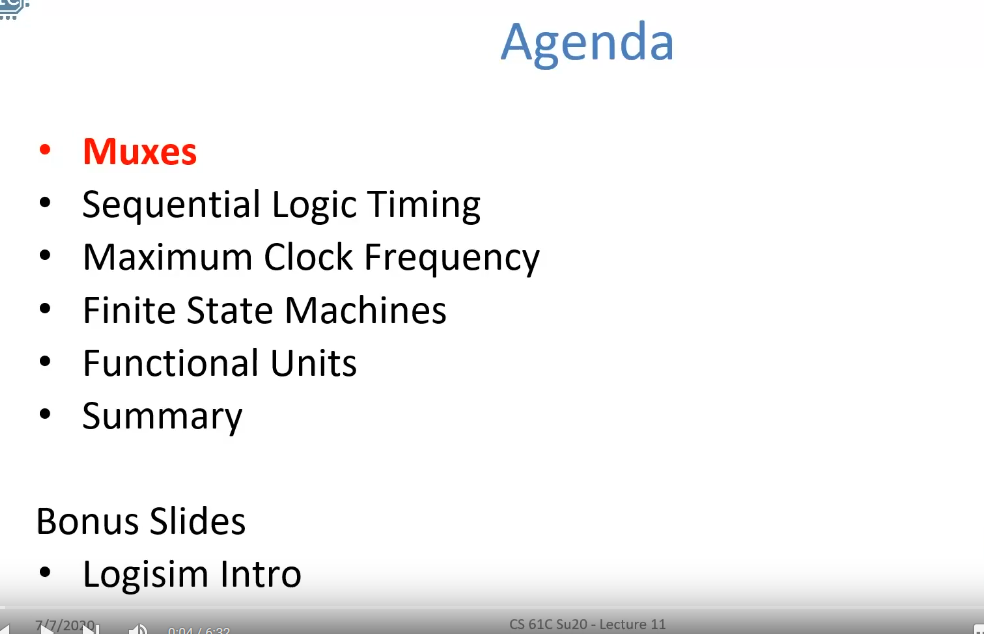 Agenda
• Muxes
• Sequential Logic Timing
• Maximum Clock Frequency
• Finite State Machines
• Functional Units
• Summary
Bonus Slides
• Logisim Intro
7/7/2020
0:04 / 6:32
CS 61C Su20 - Lecture 11